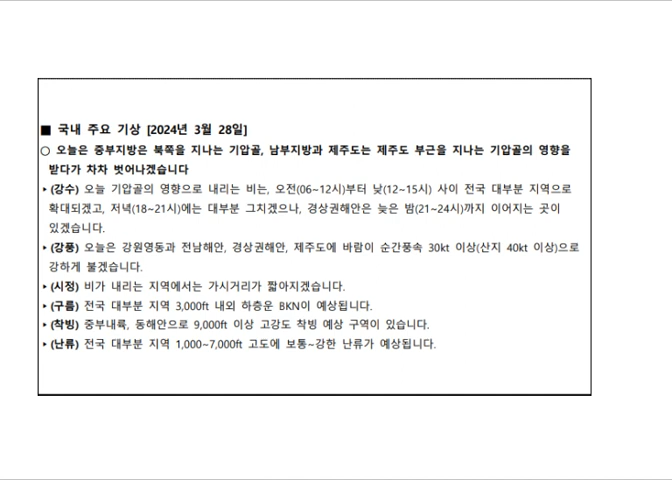 ■ 국내 주요 기상 [2024년 3월 28일]
○ 오늘은 중부지방은 북쪽을 지나는 기압골, 남부지방과 제주도는 제주도 부근을 지나는 기압골의 영향을
받다가 차차 벗어나겠습니다
‣ (강수) 오늘 기압골의 영향으로 내리는 비는, 오전(06~12시)부터 낮(12~15시) 사이 전국 대부분 지역으로
확대되겠고, 저녁(18~21시)에는 대부분 그치겠으나, 경상권해안은 늦은 밤(21~24시)까지 이어지는 곳이
있겠습니다.
‣ (강풍) 오늘은 강원영동과 전남해안, 경상권해안, 제주도에 바람이 순간풍속 30kt 이상(산지 40kt 이상)으로
강하게 불겠습니다.
‣ (시정) 비가 내리는 지역에서는 가시거리가 짧아지겠습니다.
‣ (구름) 전국 대부분 지역 3,000ft 내외 하층운 BKN이 예상됩니다.
‣ (착빙) 중부내륙, 동해안으로 9,000ft 이상 고강도 착빙 예상 구역이 있습니다.
‣ (난류) 전국 대부분 지역 1,000~7,000ft 고도에 보통~강한 난류가 예상됩니다.